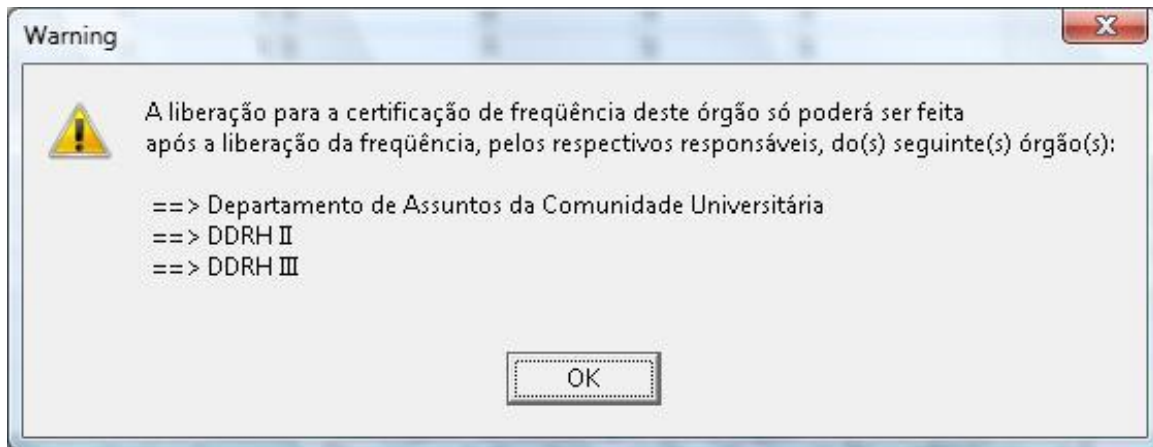 Warning
A liberação para a certificação de freqüência deste órgão só poderá ser feita
após a liberação da freqüência, pelos respectivos responsáveis, do(s) seguinte(s) órgão(s):
==> Departamento de Assuntos da Comunidade Universitária
==> DDRH II
==> DDRH III
OK